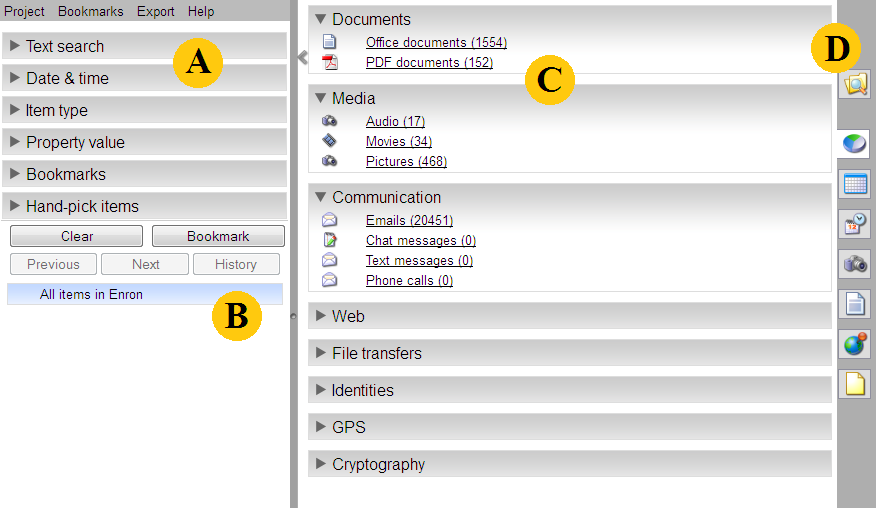 Project Bookmarks Export Help
Text search
A
Date & time
Item type
Property value
Bookmarks
Hand-pick items
Clear Bookmark
Previous Next History
All items in Enron
B
Documents
Office documents (1554)
PDF documents (152)
C
Media
Audio (17)
Movies (34)
Pictures (468)
Communication
Emails (20451)
Chat messages (0)
Text messages (0)
Phone calls (0)
Web
File transfers
Identities
GPS
Cryptography
D
12